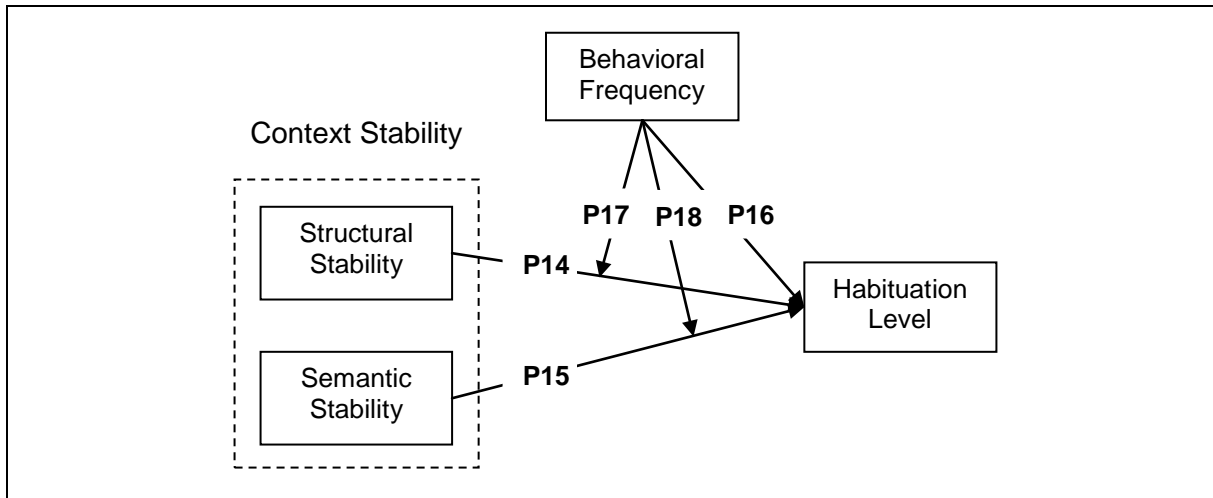 Behavioral
Frequency
Context Stability
P17 P18 P16
Structural
Stability
P14
Habituation
Level
Semantic
Stability
P15